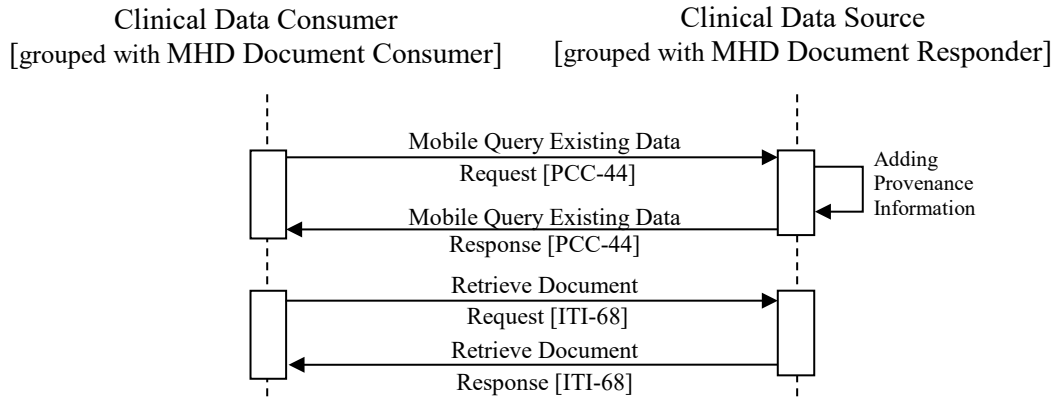 Clinical Data Consumer
[grouped with MHD Document Consumer]
Clinical Data Source
[grouped with MHD Document Responder]
Mobile Query Existing Data
Request [PCC-44]
Adding
Provenance
Information
Mobile Query Existing Data
Response [PCC-44]
Retrieve Document
Request [ITI-68]
Retrieve Document
Response [ITI-68]